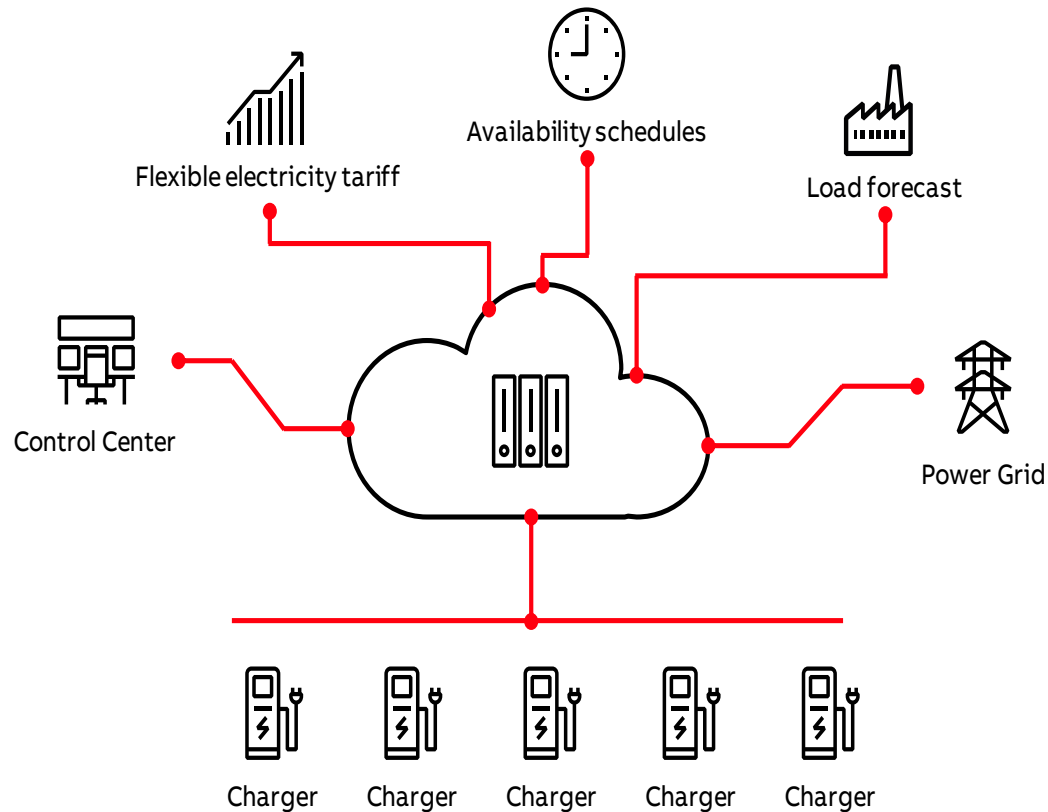 Availability schedules
Flexible electricity tariff
Load forecast
Control Center
Power Grid
Charger
Charger
Charger
Charger
Charger